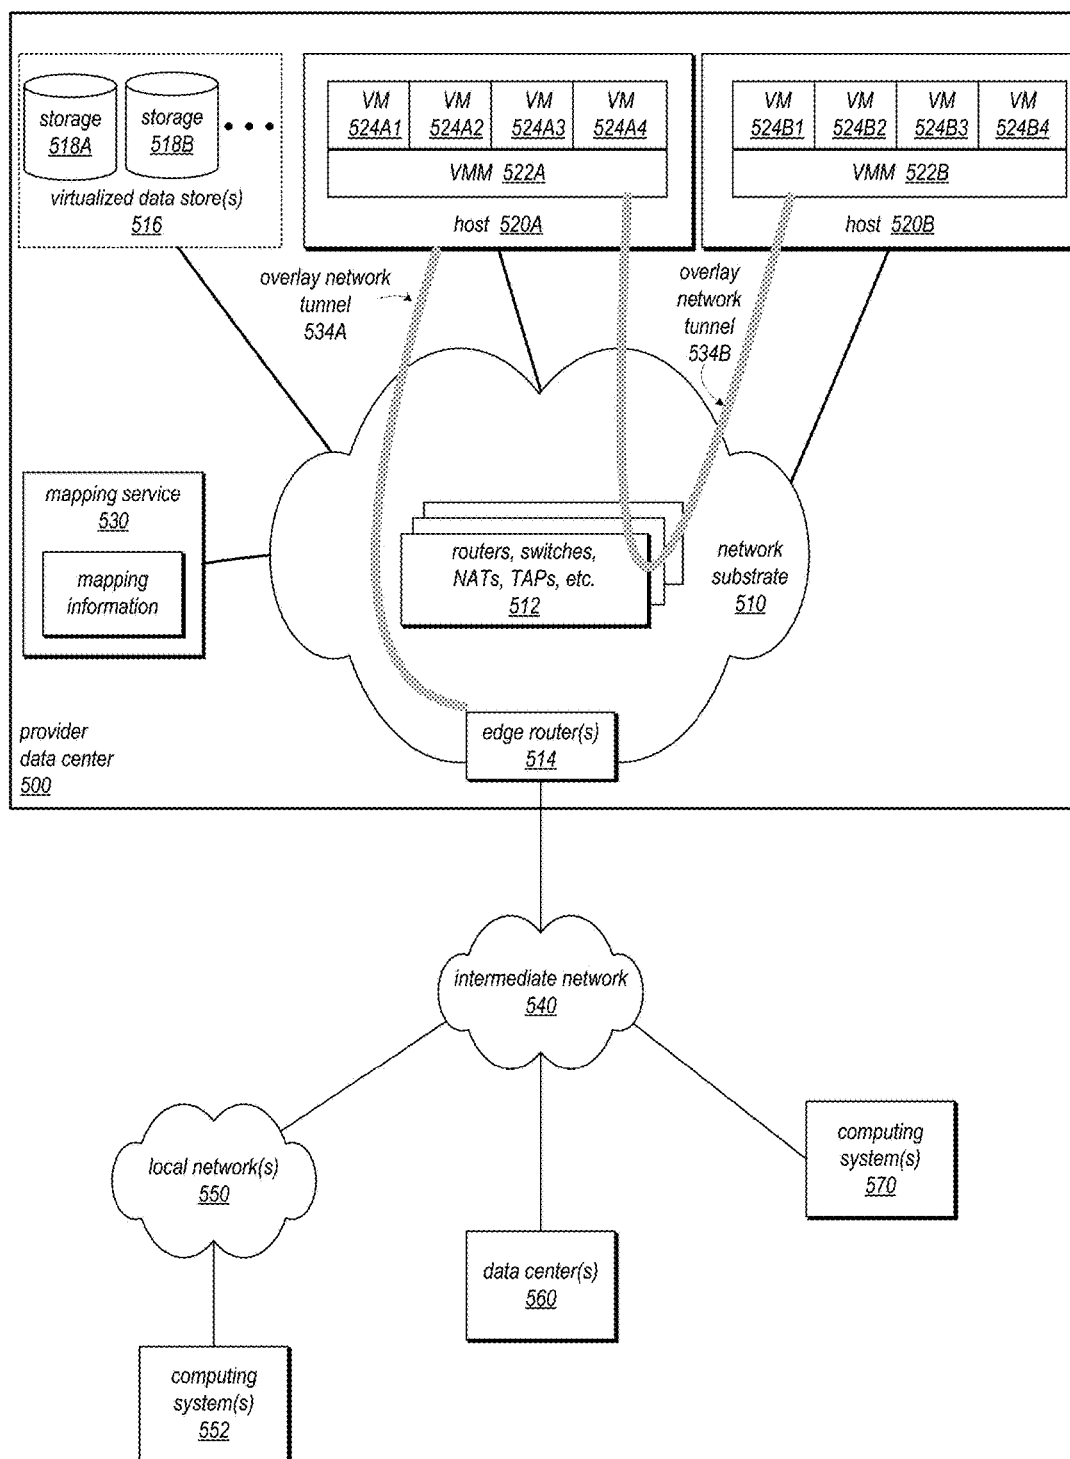 storage
518A
storage
518B
virtualized data store(s)
516
VM
524A1
VM
524A2
VM
524A3
VM
524A4
VMM 522A
host 520A
VM
524B1
VM
524B2
VM
524B3
VM
524B4
VMM 522B
host 520B
overlay network
tunnel
534A
overlay
network
tunnel
534B
mapping service
530
mapping
information
routers, switches,
NATs, TAPs, etc.
512
network
substrate
510
edge router(s)
514
provider
data center
500
intermediate network
540
local network(s)
550
computing
system(s)
570
data center(s)
560
computing
system(s)
552